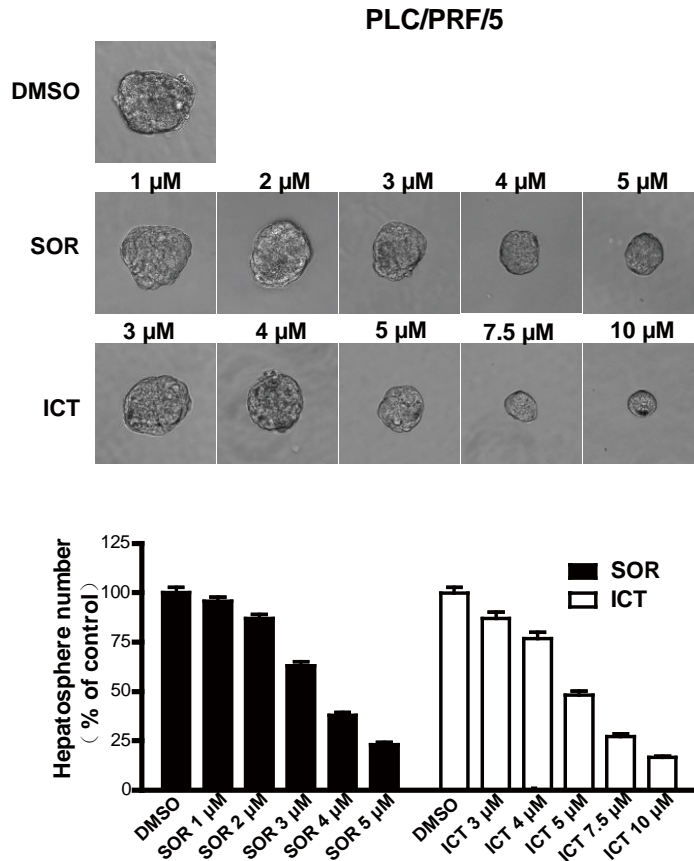 PLC/PRF/5
DMSO
1 µM 2 µM 3 µM 4 µM 5 µM
SOR
3 µM 4 µM 5 µM 7.5 µM 10 µM
ICT
Hepatosphere number
( % of control)
125
100
75
50
25
0
SOR
ICT
DMSO
SOR 1 µM
SOR 2 µM
SOR 3 µM
SOR 4 µM
SOR 5 µM
DMSO
ICT 3 µM
ICT 4 µM
ICT 5 µM
ICT 7.5 µM
ICT 10 µM